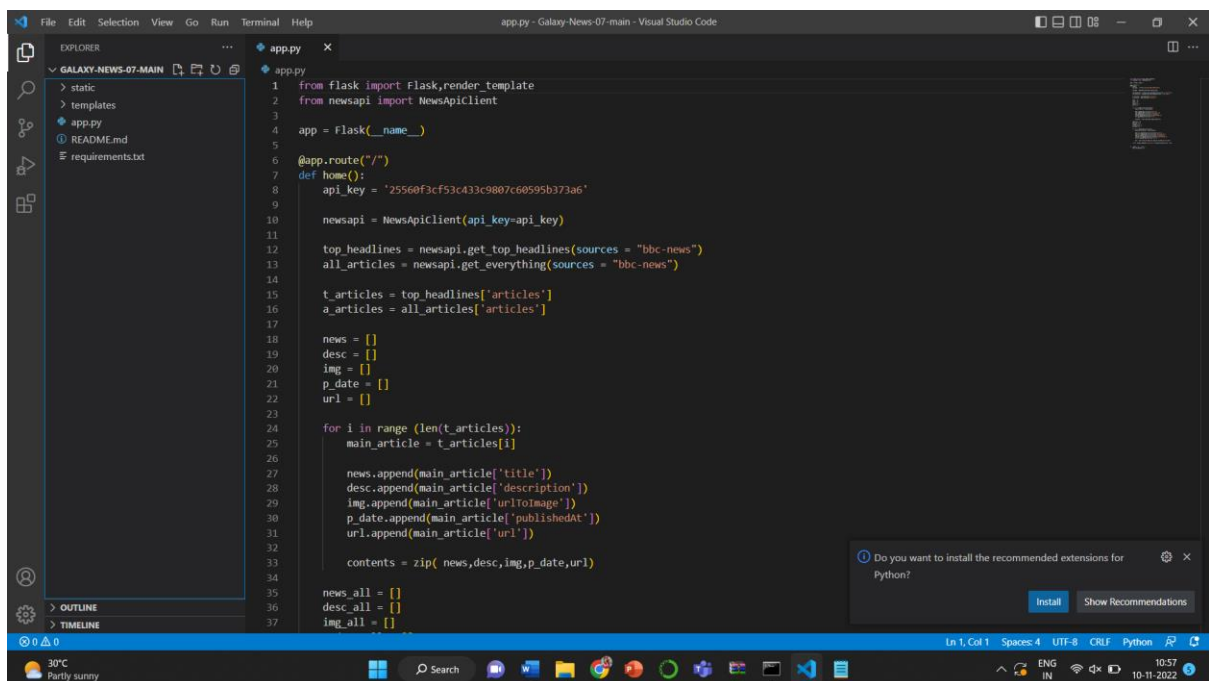 File Edit Selection View Go Run Terminal Help
app.py - Galaxy-News-07-main - Visual Studio Code
EXPLORER
GALAXY-NEWS-07-MAIN
static
templates
app.py
README.md
requirements.txt
OUTLINE
TIMELINE
app.py
app.py
1 from flask import Flask,render_template
2 from newsapi import NewsApiClient
3
4 app = Flask(__name__)
5
6 @app.route("/")
7 def home():
8 api_key = '25560f3cf53c433c9807c60595b373a6'
9
10 newsapi = NewsApiClient(api_key=api_key)
11
12 top_headlines = newsapi.get_top_headlines(sources = "bbc-news")
13 all_articles = newsapi.get_everything(sources = "bbc-news")
14
15 t_articles = top_headlines['articles']
16 a_articles = all_articles['articles']
17
18 news = []
19 desc = []
20 img = []
21 p_date = []
22 url = []
23
24 for i in range (len(t_articles)):
25 main_article = t_articles[i]
26
27 news.append(main_article['title'])
28 desc.append(main_article['description'])
29 img.append(main_article['urlToImage'])
30 p_date.append(main_article['publishedAt'])
31 url.append(main_article['url'])
32
33 contents = zip( news,desc,img,p_date,url)
34
35 news_all = []
36 desc_all = []
37 img_all = []
Do you want to install the recommended extensions for
Python?
Install Show Recommendations
0 0
Ln 1, Col 1 Spaces: 4 UTF-8 CRLF Python
30°C
Partly sunny
Search
ENG
IN
10:57
10-11-2022
5